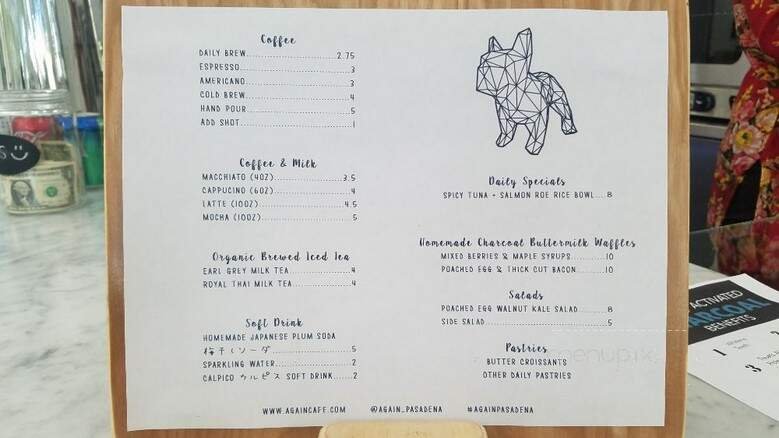 Coffee
DAILY BREW 2.75
ESPRESSO 3
AMERICANO 3
COLD BREW 4
HAND POUR 5
ADD SHOT 1
Coffee & Milk
MACCHIATO (4OZ) 3.5
CAPPUCINO (6OZ) 4
LATTE (10OZ) 4.5
MOCHA (10OZ) 5
Organic Brewed Iced Tea
EARL GREY MILK TEA 4
ROYAL THAI MILK TEA 4
Soft Drink
HOMEMADE JAPANESE PLUM SODA
梅干しソーダ 5
SPARKLING WATER 2
CALPICO カルピス SOFT DRINK 2
Daily Specials
SPICY TUNA + SALMON ROE RICE BOWL 8
Homemade Charcoal Buttermilk Waffles
MIXED BERRIES & MAPLE SYRUPS 10
POACHED EGG & THICK CUT BACON 10
Salads
POACHED EGG WALNUT KALE SALAD 8
SIDE SALAD 5
Pastries
BUTTER CROISSANTS
OTHER DAILY PASTRIES
WWW.AGAINCAFE.COM @AGAIN_PASADENA #AGAINPASADENA
ACTIVATED
BENEFITS
1
3